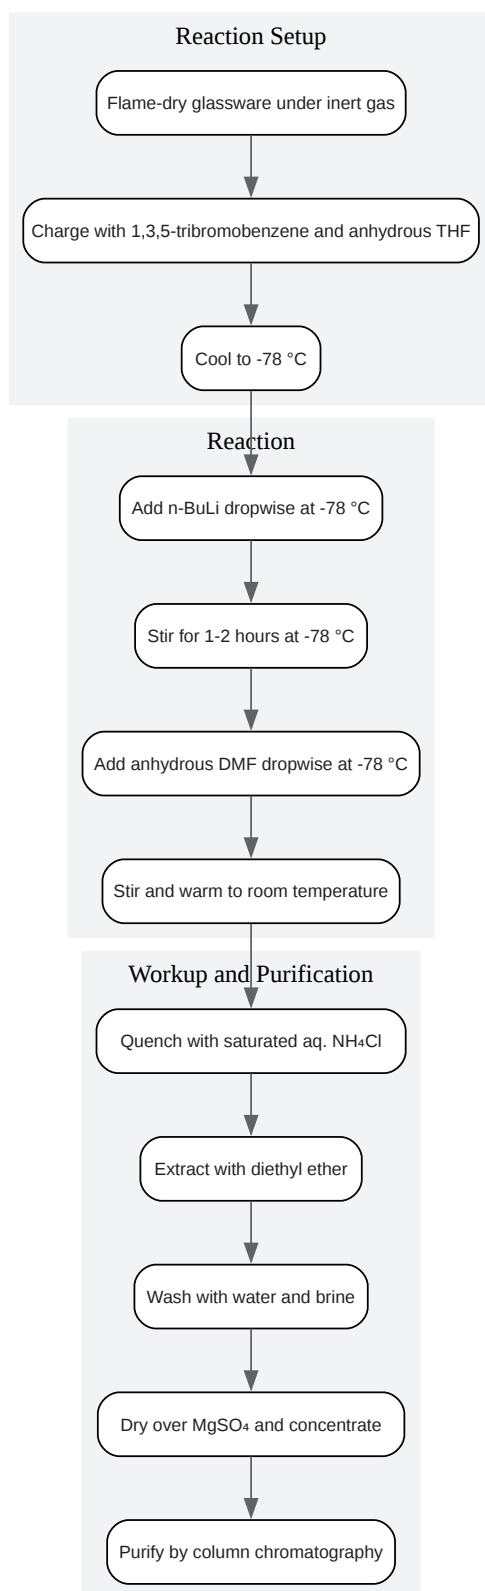 Reaction Setup
Flame-dry glassware under inert gas
Charge with 1,3,5-tribromobenzene and anhydrous THF
Cool to -78 °C
Reaction
Add n-BuLi dropwise at -78 °C
Stir for 1-2 hours at -78 °C
Add anhydrous DMF dropwise at -78 °C
Stir and warm to room temperature
Workup and Purification
Quench with saturated aq. NH₄Cl
Extract with diethyl ether
Wash with water and brine
Dry over MgSO₄ and concentrate
Purify by column chromatography